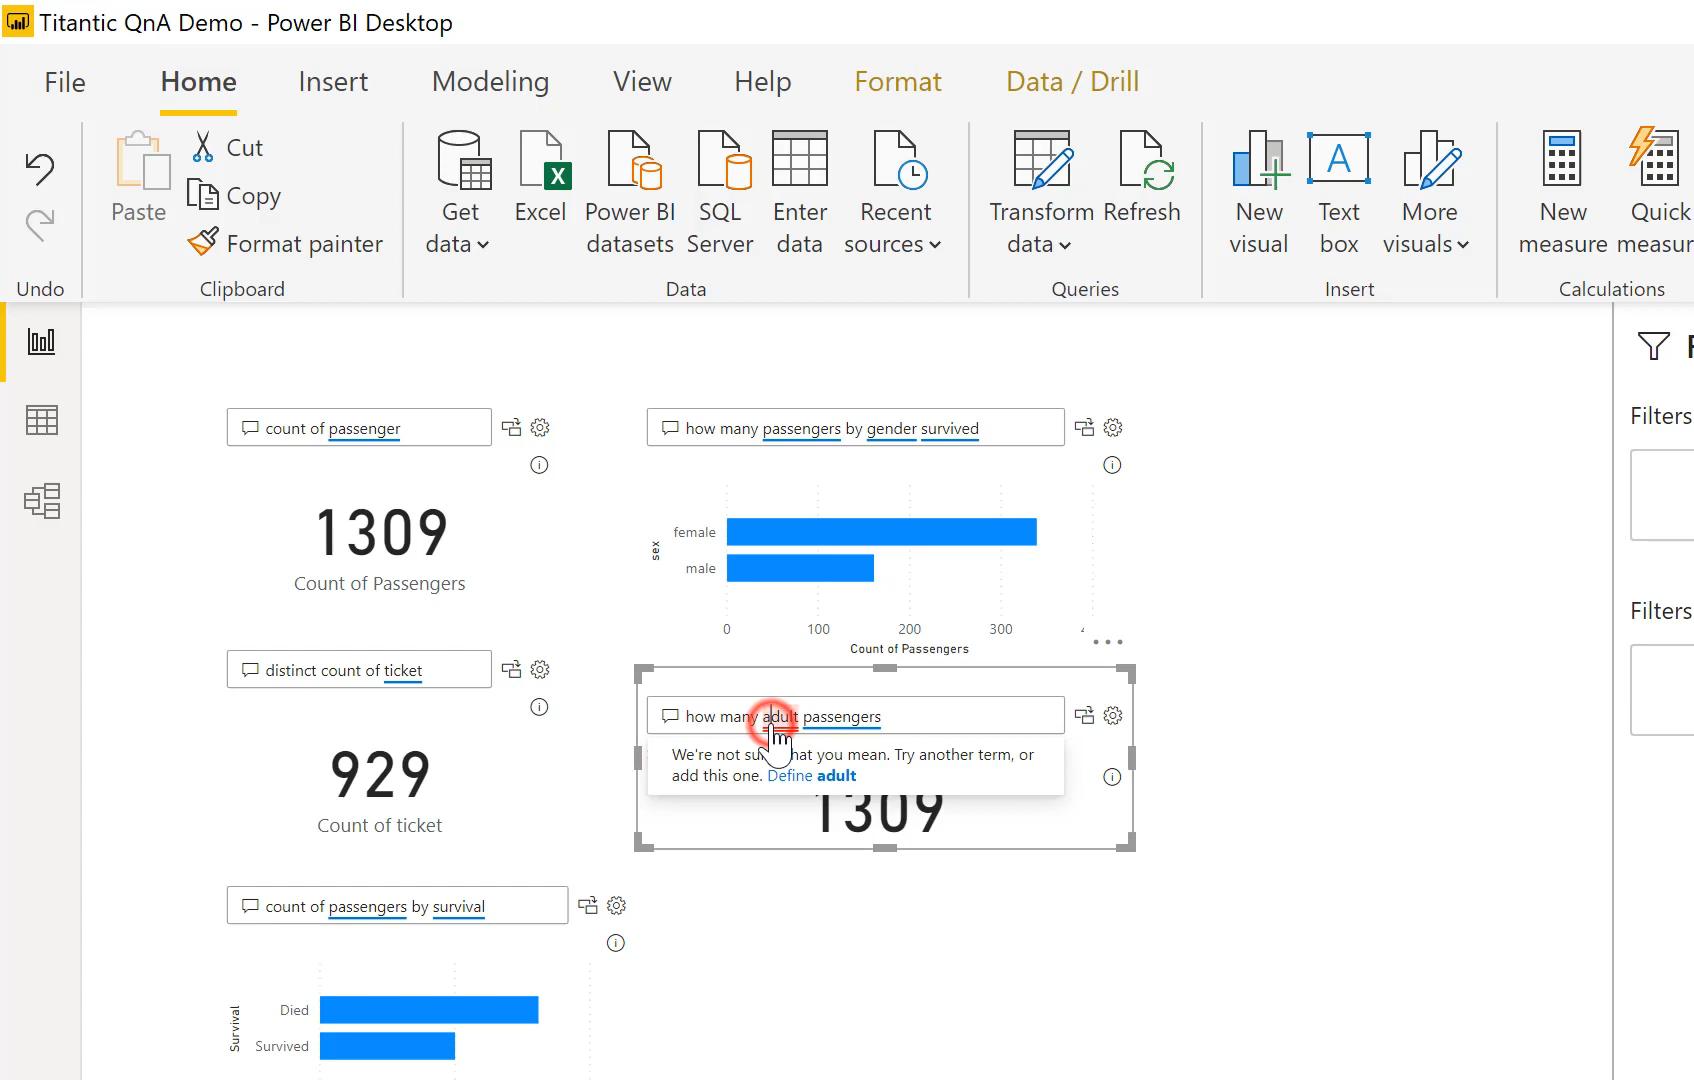 Titantic QnA Demo - Power BI Desktop
File Home Insert Modeling View Help Format Data / Drill
Paste
Cut
Copy
Format painter
Get data
Excel
Power BI datasets
SQL Server
Enter data
Recent sources
Transform data
Refresh
New visual
Text box
More visuals
New measure
Quick
Undo
Clipboard
Data
Queries
Insert
Calculations
Filters
Filters
count of passenger
1309
Count of Passengers
how many passengers by gender survived
sex
female
male
0 100 200 300
Count of Passengers
distinct count of ticket
929
Count of ticket
how many adult passengers
We're not that you mean. Try another term, or
add this one. Define adult
1309
count of passengers by survival
Survival
Died
Survived